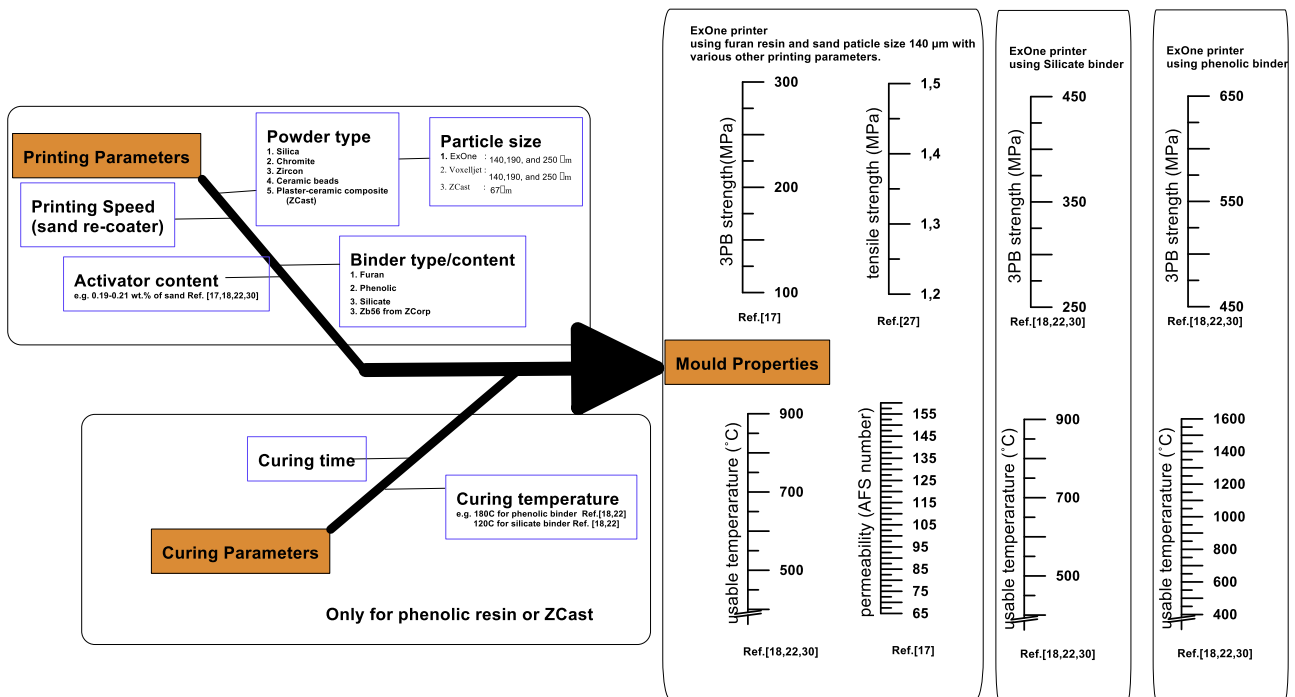 Printing Parameters
Printing Speed
(sand re-coater)
Powder type
1. Silica
2. Chromite
3. Zircon
4. Ceramic beads
5. Plaster-ceramic composite
(ZCast)
Particle size
1. ExOne : 140,190, and 250 □m
2. Voxelljet : 140,190, and 250 □m
3. ZCast : 67□m
Activator content
e.g. 0.19-0.21 wt.% of sand Ref. [17,18,22,30]
Binder type/content
1. Furan
2. Phenolic
3. Silicate
3. Zb56 from ZCorp
Mould Properties
Curing time
Curing temperature
e.g. 180C for phenolic binder Ref.[18,22]
120C for silicate binder Ref. [18,22]
Curing Parameters
Only for phenolic resin or ZCast
ExOne printer
using furan resin and sand paticle size 140 µm with
various other printing parameters.
3PB strength(MPa)
300
200
100
Ref.[17]
tensile strength (MPa)
1,5
1,4
1,3
1,2
Ref.[27]
usable temperarature (˚C)
900
700
500
Ref.[18,22,30]
permeability (AFS number)
155
145
135
125
115
105
95
85
75
65
Ref.[17]
ExOne printer
using Silicate binder
3PB strength (MPa)
450
350
250
Ref.[18,22,30]
usable temperarature (˚C)
900
700
500
Ref.[18,22,30]
ExOne printer
using phenolic binder
3PB strength (MPa)
650
550
450
Ref.[18,22,30]
usable temperarature (˚C)
1600
1400
1200
1000
800
600
400
Ref.[18,22,30]